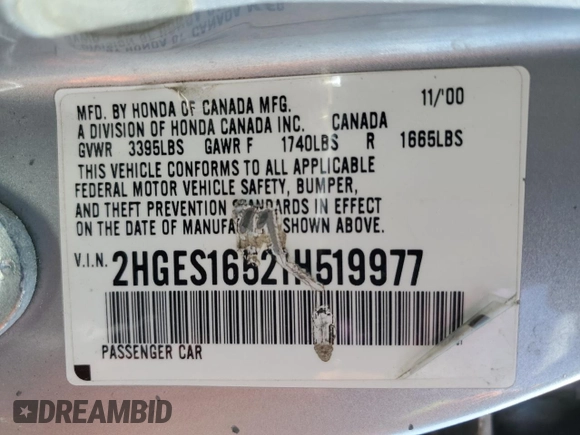 MFD. BY HONDA OF CANADA MFG. 11/'00
A DIVISION OF HONDA CANADA INC. CANADA
GVWR 3395LBS GAWR F 1740LBS R 1665LBS
THIS VEHICLE CONFORMS TO ALL APPLICABLE
FEDERAL MOTOR VEHICLE SAFETY, BUMPER,
AND THEFT PREVENTION STANDARDS IN EFFECT
ON THE DATE OF MANUFA SHOWN ABOVE.
V.I.N. 2HGES16521H519977
PASSENGER CAR
DREAMBID